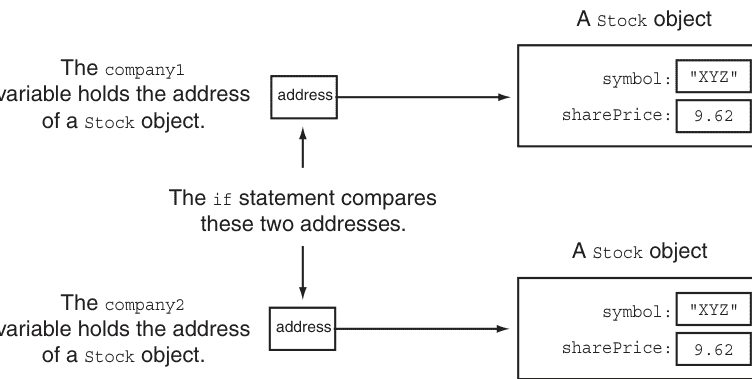 A Stock object
The company1
variable holds the address
of a Stock object.
address
symbol: "XYZ"
sharePrice: 9.62
The if statement compares
these two addresses.
A Stock object
The company2
variable holds the address
of a Stock object.
address
symbol: "XYZ"
sharePrice: 9.62